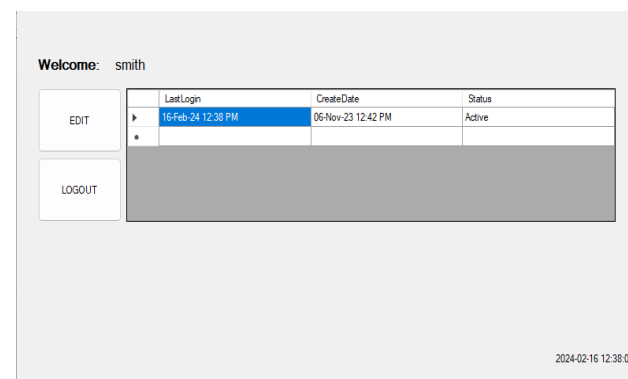 Welcome: smith
EDIT
LogOUT
LastLogin CreateDate Status
16-Feb-24 12:38 PM 06-Nov-23 12:42 PM Active
2024-02-16 12:38:0